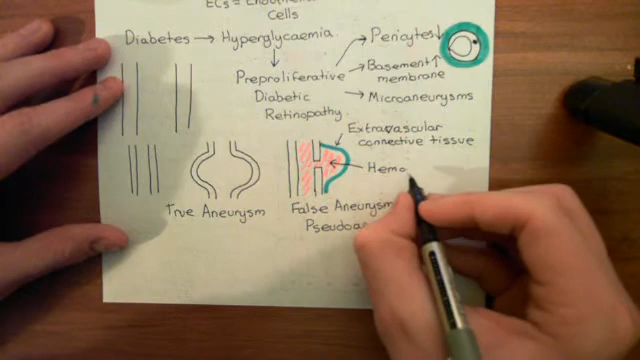 ECs = Endothelial
Cells
Diabetes → Hyperglycaemia
Pericytes↓
Preproliferative
Diabetic
Retinopathy
Basement↑
membrane
Microaneurysms
Extravascular
connective tissue
Hemo
True Aneurysm
False Aneurysm